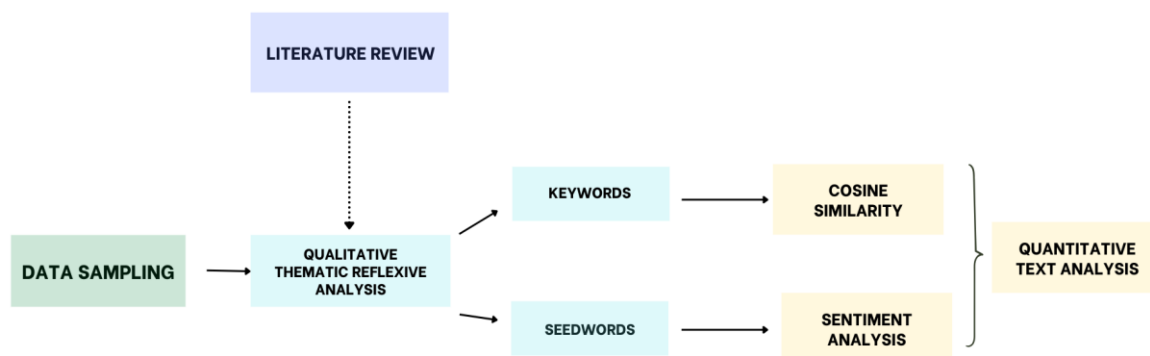 LITERATURE REVIEW
DATA SAMPLING
QUALITATIVE
THEMATIC REFLEXIVE
ANALYSIS
KEYWORDS
SEEDWORDS
COSINE
SIMILARITY
SENTIMENT
ANALYSIS
QUANTITATIVE
TEXT ANALYSIS